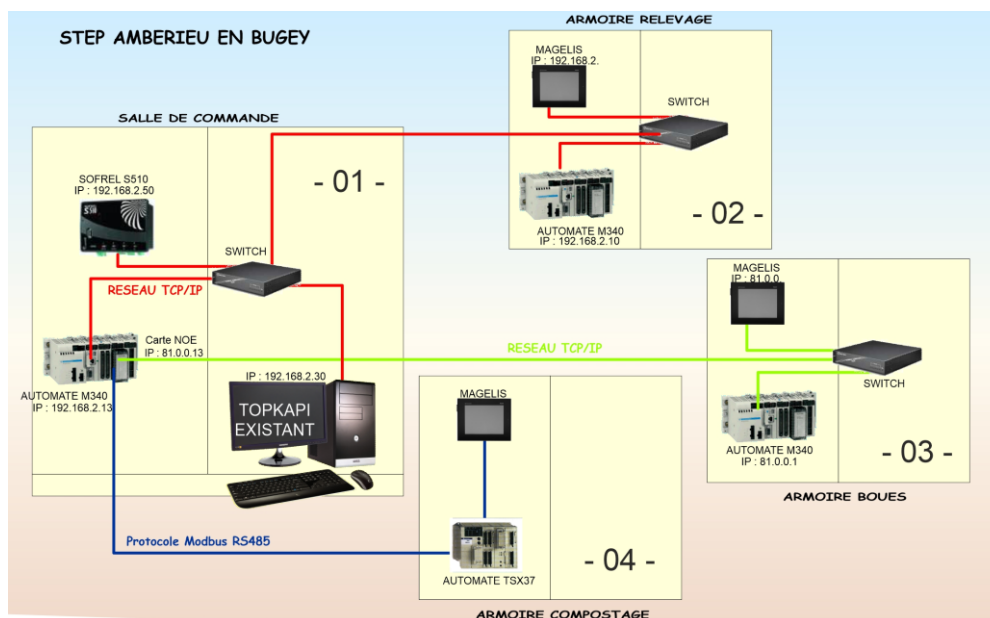 STEP AMBERIEU EN BUGEY
ARMOIRE RELEVAGE
MAGELIS
IP : 192.168.2.
SWITCH
AUTOMATE M340
IP : 192.168.2.10
- 02 -
SALLE DE COMMANDE
SOFREL S510
IP : 192.168.2.50
S510
- 01 -
SWITCH
RESEAU TCP/IP
Carte NOE
IP : 81.0.0.13
AUTOMATE M340
IP : 192.168.2.13
IP : 192.168.2.30
TOPKAPI
EXISTANT
RESEAU TCP/IP
MAGELIS
IP : 81.0.0.
SWITCH
AUTOMATE M340
IP : 81.0.0.1
- 03 -
ARMOIRE BOUES
MAGELIS
Protocole Modbus RS485
AUTOMATE TSX37
- 04 -
ARMOIRE COMPOSTAGE